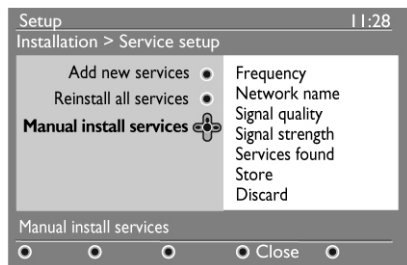 Setup 11:28
Installation > Service setup
Add new services
Reinstall all services
Manual install services
Frequency
Network name
Signal quality
Signal strength
Services found
Store
Discard
Manual install services
Close